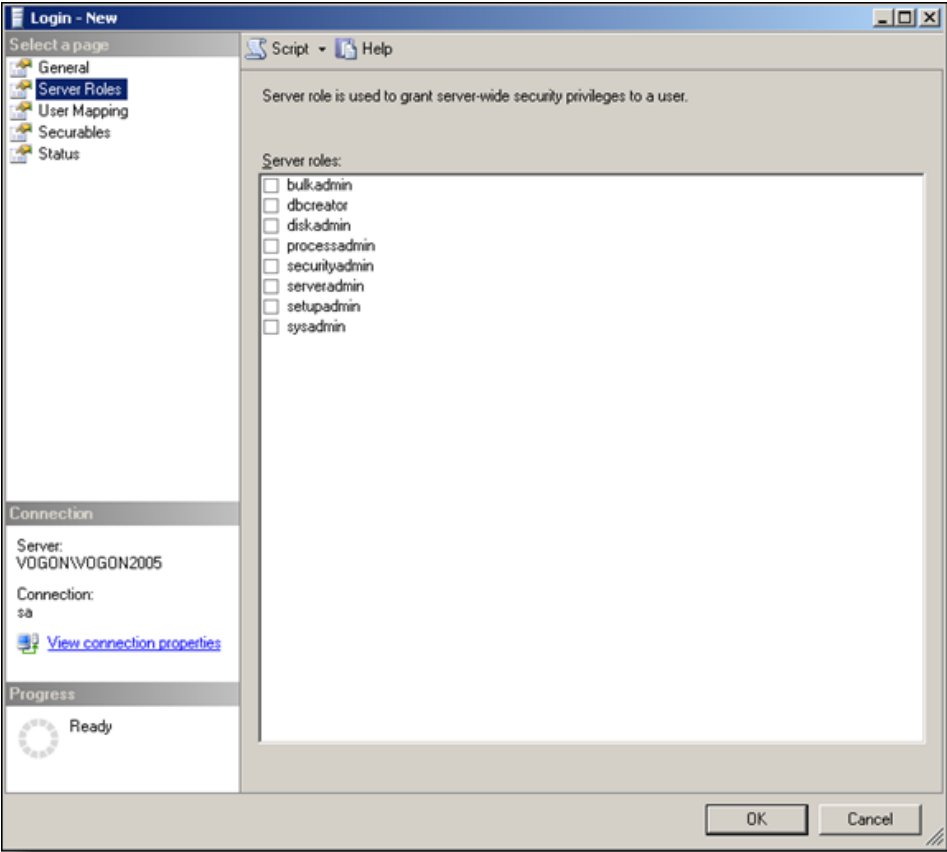 Login - New
Select a page
General
Server Roles
User Mapping
Securables
Status
Script Help
Server role is used to grant server-wide security privileges to a user.
Server roles:
bulkadmin
dbcreator
diskadmin
processadmin
securityadmin
serveradmin
setupadmin
sysadmin
Connection
Server:
VOGON\VOGON2005
Connection:
sa
View connection properties
Progress
Ready
OK Cancel